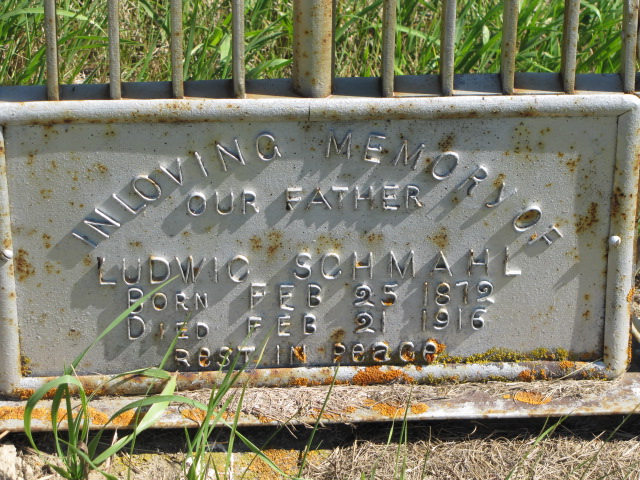 IN LOVING MEMORY OF
OUR FATHER
LUDWIG SCHMAHL
BORN FEB 25 1872
DIED FEB 21 1916
REST IN PEACE